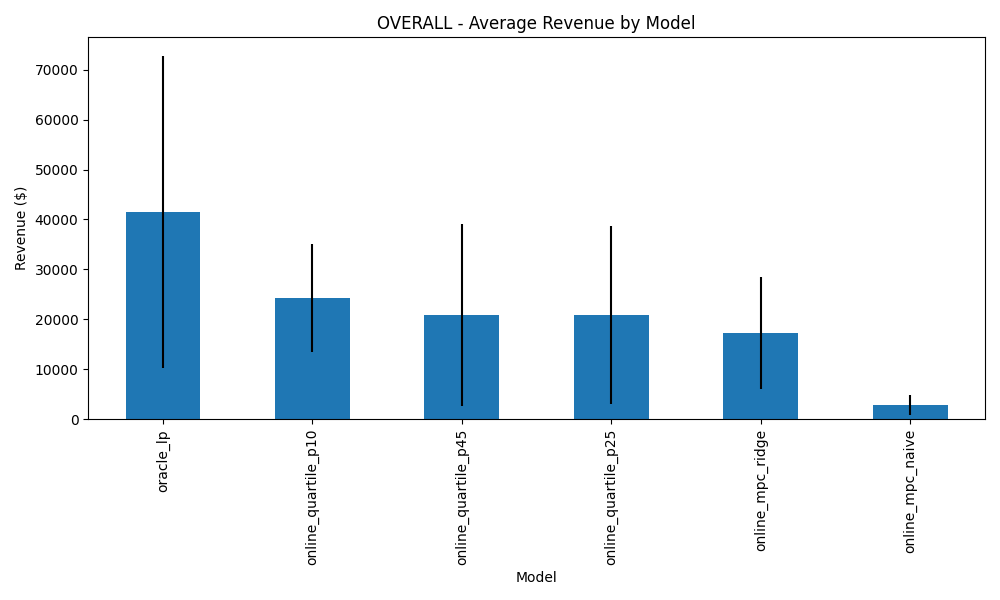 OVERALL - Average Revenue by Model
Revenue ($)
70000
60000
50000
40000
30000
20000
10000
0
oracle_lp
online_quartile_p10
online_quartile_p45
online_quartile_p25
online_mpc_ridge
online_mpc_naive
Model